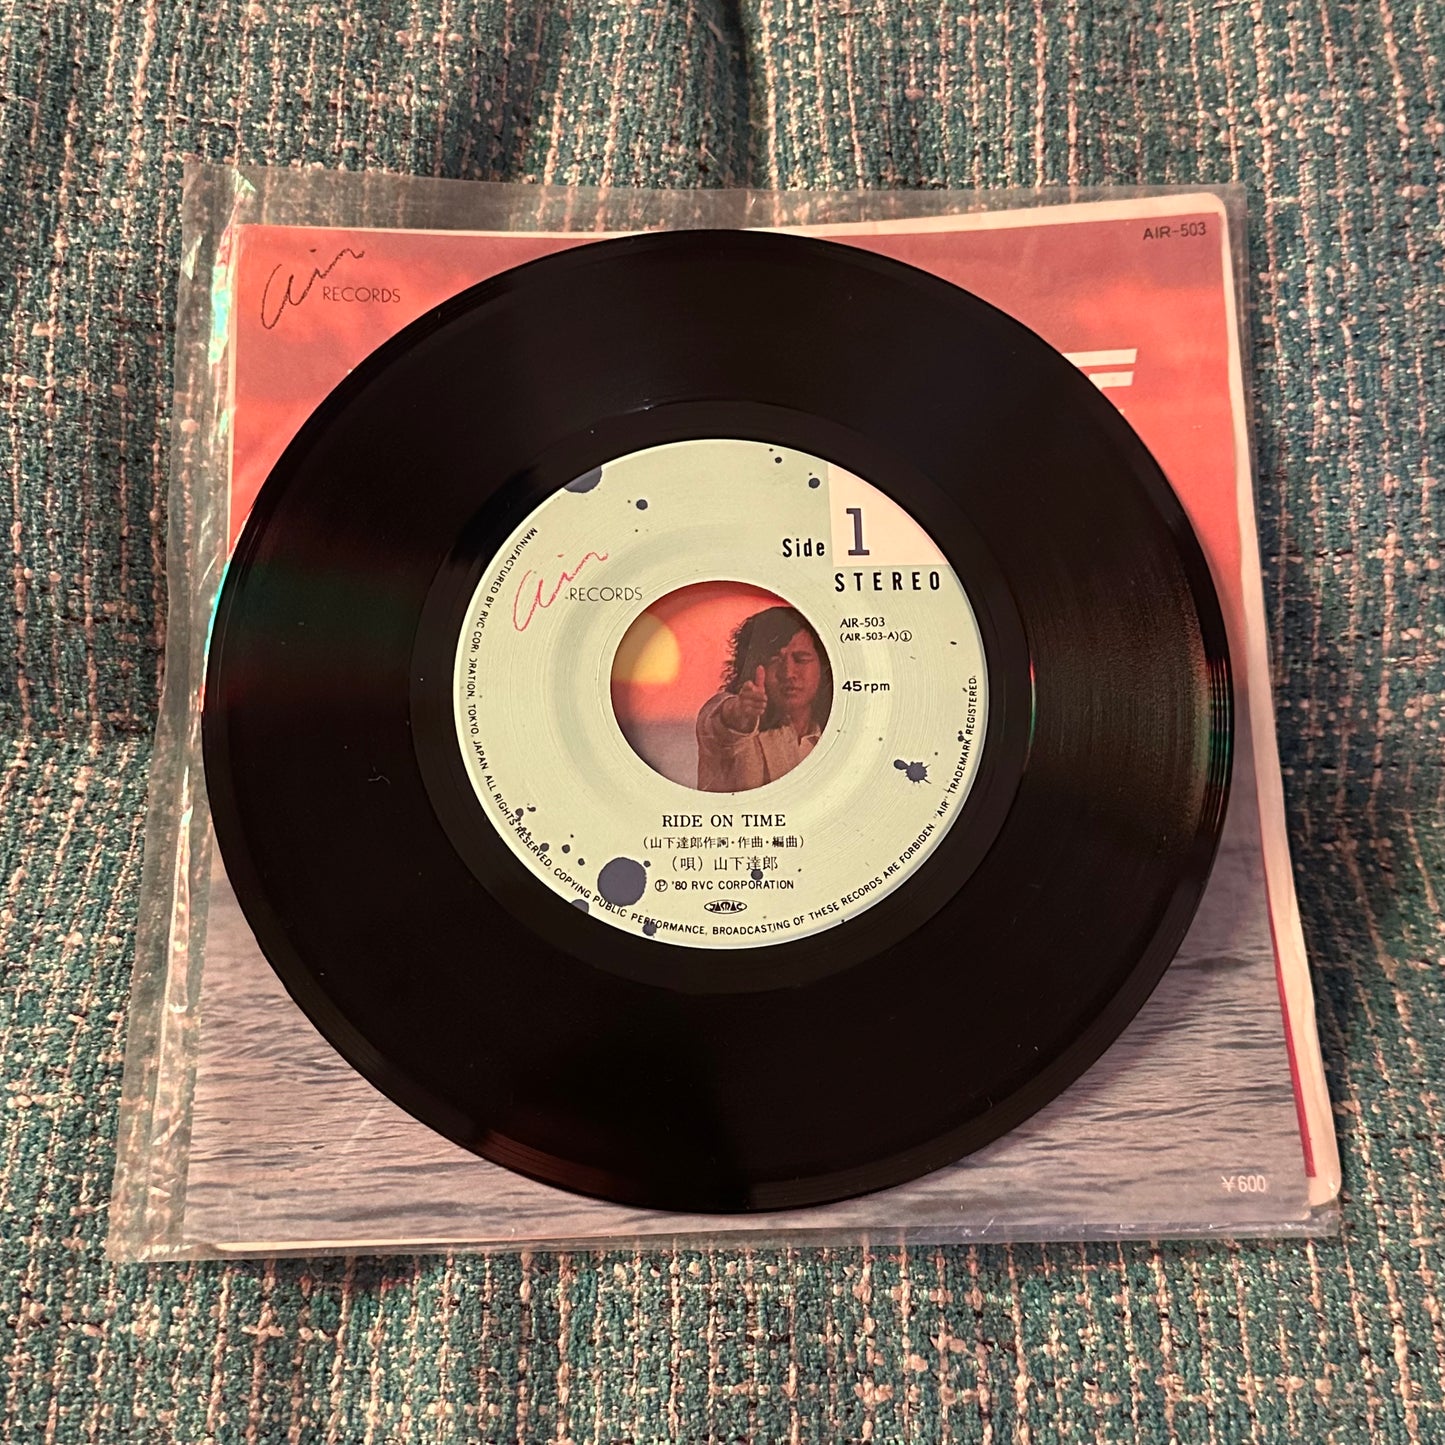 Air
RECORDS
AIR-503
Air
RECORDS
Side 1
STEREO
AIR-503
(AIR-503-A)①
45rpm
RIDE ON TIME
(山下達郎作詞・作曲・編曲)
(唄)山下達郎
Ⓟ '80 RVC CORPORATION
JASRAC
MANUFACTURED BY RVC CORPORATION, TOKYO, JAPAN. ALL RIGHTS RESERVED. COPYING PUBLIC PERFORMANCE, BROADCASTING OF THESE RECORDS ARE FORBIDDEN. "AIR" TRADEMARK REGISTERED.
¥600